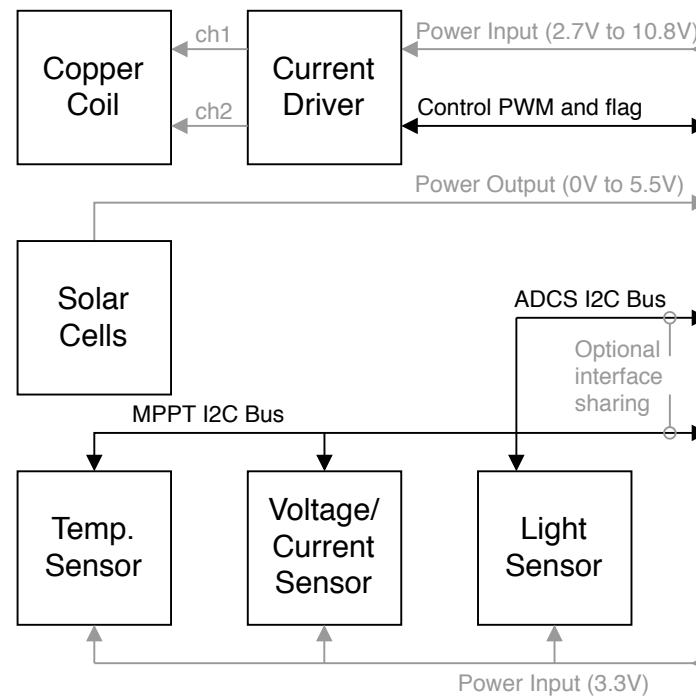 ch1
Power Input (2.7V to 10.8V)
Copper
Coil
Current
Driver
ch2
Control PWM and flag
Power Output (0V to 5.5V)
Solar
Cells
ADCS I2C Bus
Optional
interface
sharing
MPPT I2C Bus
Temp.
Sensor
Voltage/
Current
Sensor
Light
Sensor
Power Input (3.3V)